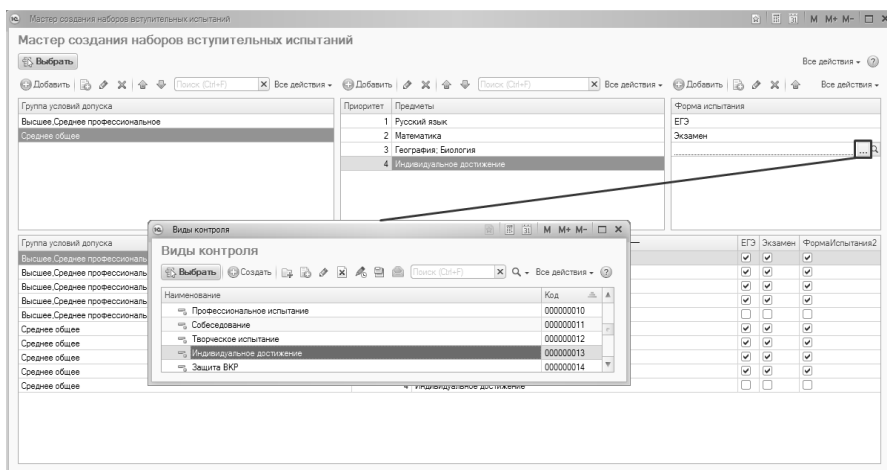 Мастер создания наборов вступительных испытаний
M M+ M-
Мастер создания наборов вступительных испытаний
Выбрать
Все действия
Добавить Поиск (Ctrl+F) Все действия
Добавить Поиск (Ctrl+F) Все действия
Добавить Все действия
Группа условий допуска
Высшее,Среднее профессиональное
Среднее общее
Приоритет Предметы
1 Русский язык
2 Математика
3 География; Биология
4 Индивидуальное достижение
Форма испытания
ЕГЭ
Экзамен
...
Группа условий допуска ЕГЭ Экзамен ФормаИспытания2
Высшее,Среднее профессиональ
Высшее,Среднее профессиональ
Высшее,Среднее профессиональ
Высшее,Среднее профессиональ
Высшее,Среднее профессиональ
Среднее общее
Среднее общее
Среднее общее
Среднее общее
Среднее общее 4 Индивидуальное достижение
Виды контроля
M M+ M-
Виды контроля
Выбрать Создать Поиск (Ctrl+F) Все действия
Наименование Код
Профессиональное испытание 000000010
Собеседование 000000011
Творческое испытание 000000012
Индивидуальное достижение 000000013
Защита ВКР 000000014